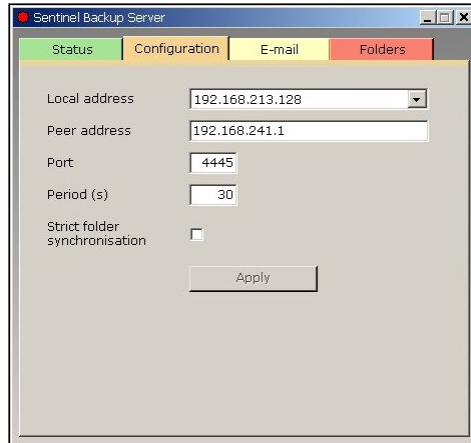 Sentinel Backup Server
Status Configuration E-mail Folders
Local address 192.168.213.128
Peer address 192.168.241.1
Port 4445
Period (s) 30
Strict folder
synchronisation
Apply